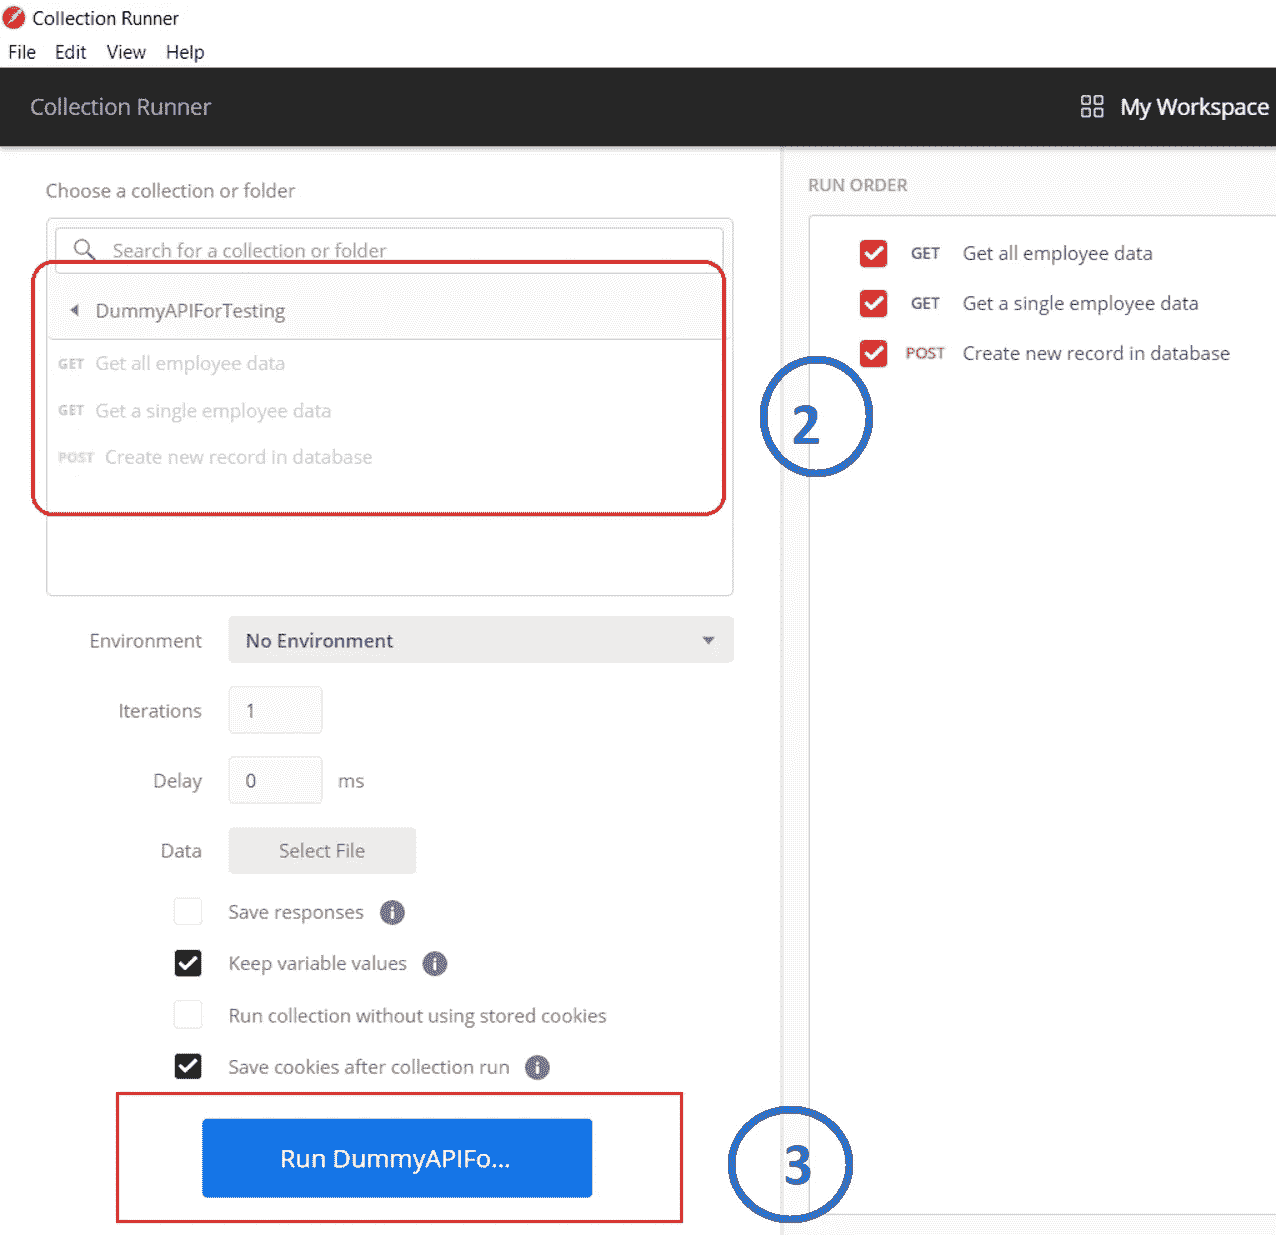 Collection Runner
File Edit View Help
Collection Runner
My Workspace
Choose a collection or folder
Search for a collection or folder
DummyAPIForTesting
GET Get all employee data
GET Get a single employee data
POST Create new record in database
RUN ORDER
GET Get all employee data
GET Get a single employee data
POST Create new record in database
2
Environment No Environment
Iterations 1
Delay 0 ms
Data Select File
Save responses
Keep variable values
Run collection without using stored cookies
Save cookies after collection run
Run DummyAPIFo...
3